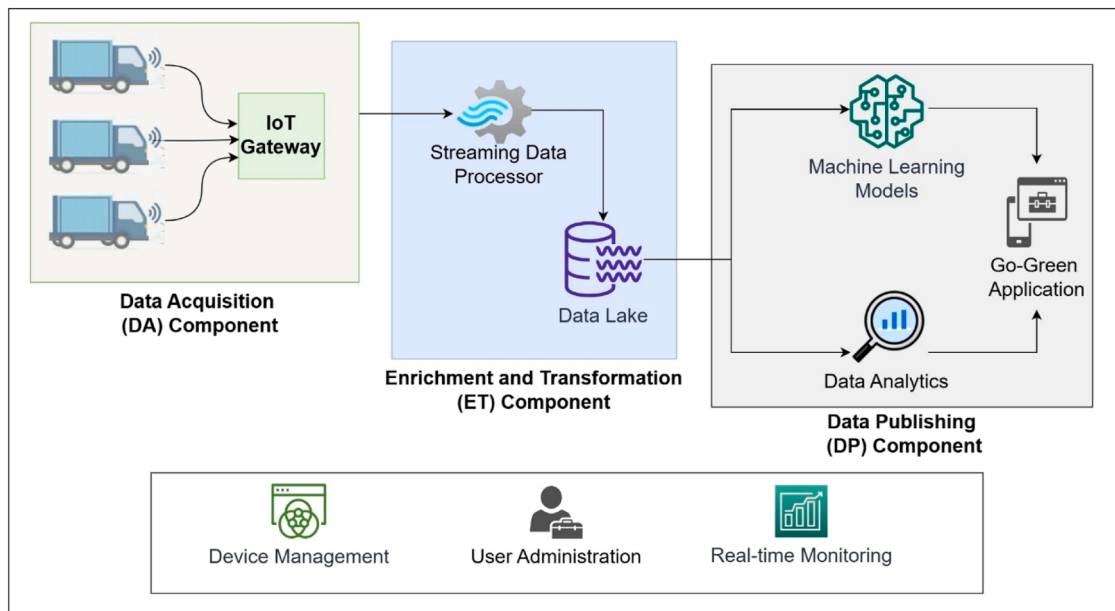 IoT
Gateway
Data Acquisition
(DA) Component
Streaming Data
Processor
Data Lake
Enrichment and Transformation
(ET) Component
Machine Learning
Models
Go-Green
Application
Data Analytics
Data Publishing
(DP) Component
Device Management
User Administration
Real-time Monitoring